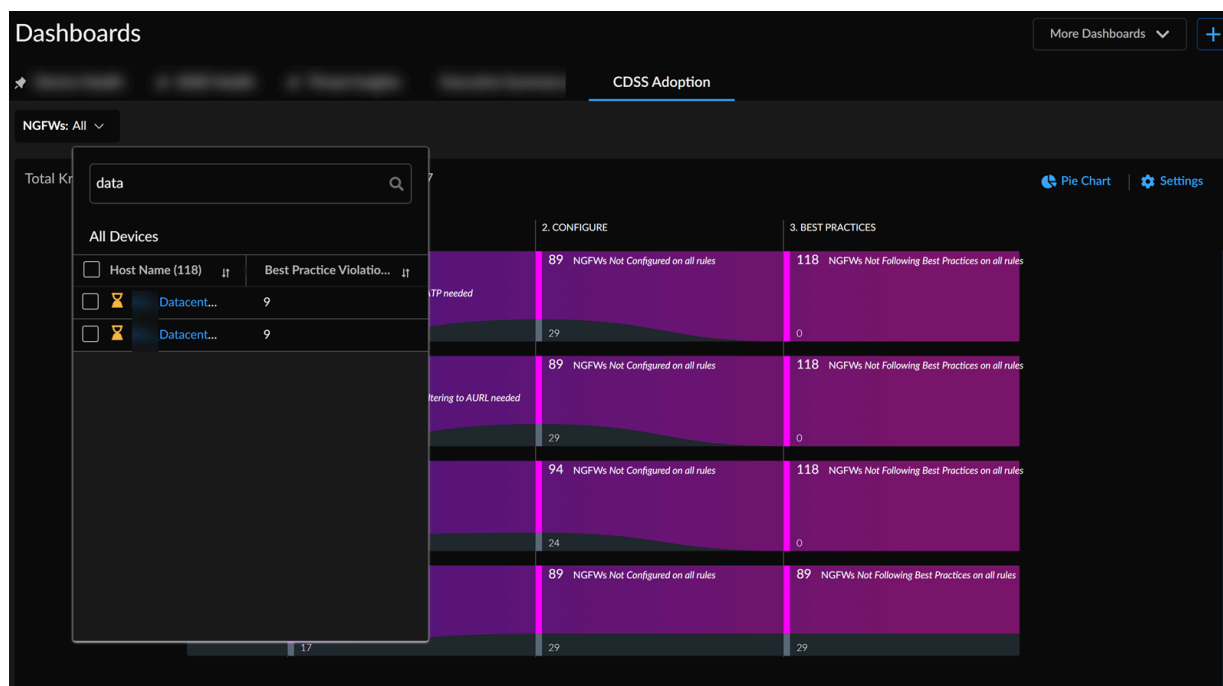 Dashboards
More Dashboards
CDSS Adoption
NGFWs: All
Total Kr
7
Pie Chart
Settings
data
All Devices
Host Name (118)
Best Practice Violatio...
Datacent...
9
Datacent...
9
2. CONFIGURE
3. BEST PRACTICES
89 NGFWs Not Configured on all rules
118 NGFWs Not Following Best Practices on all rules
ATP needed
29
0
89 NGFWs Not Configured on all rules
118 NGFWs Not Following Best Practices on all rules
ltering to AURL needed
29
0
94 NGFWs Not Configured on all rules
118 NGFWs Not Following Best Practices on all rules
24
0
89 NGFWs Not Configured on all rules
89 NGFWs Not Following Best Practices on all rules
17
29
29